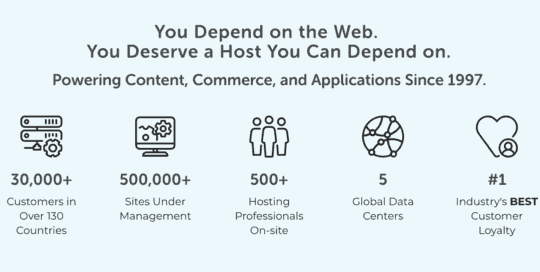 You Depend on the Web.
You Deserve a Host You Can Depend on.
Powering Content, Commerce, and Applications Since 1997.
30,000+
Customers in
Over 130
Countries
500,000+
Sites Under
Management
500+
Hosting
Professionals
On-site
5
Global Data
Centers
#1
Industry's BEST
Customer
Loyalty